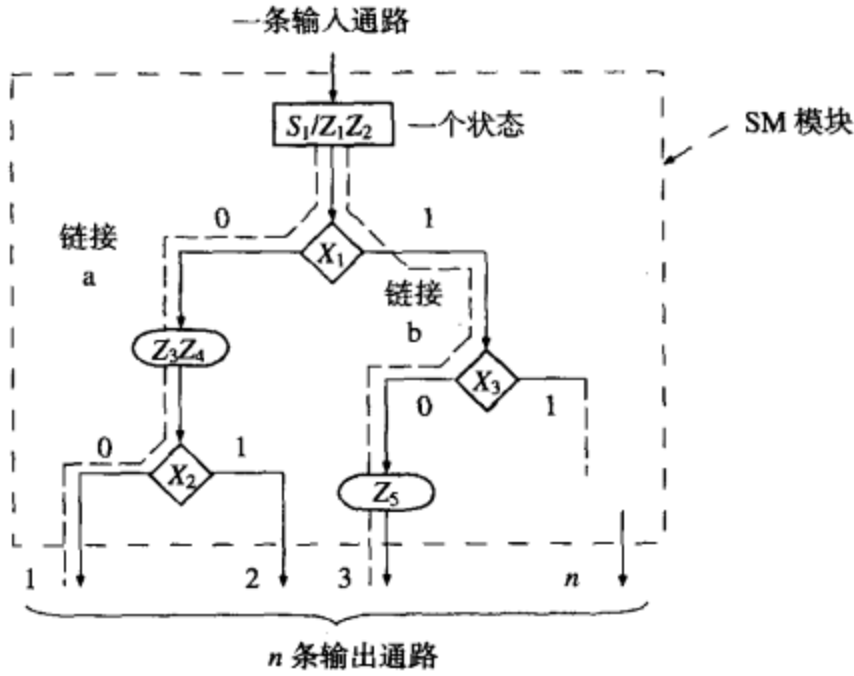 一条输入通路
S₁/Z₁Z₂
一个状态
SM 模块
0
1
链接
a
X₁
链接
b
Z₃Z₄
X₃
0
1
0
1
X₂
Z₅
1
2
3
n
n 条输出通路